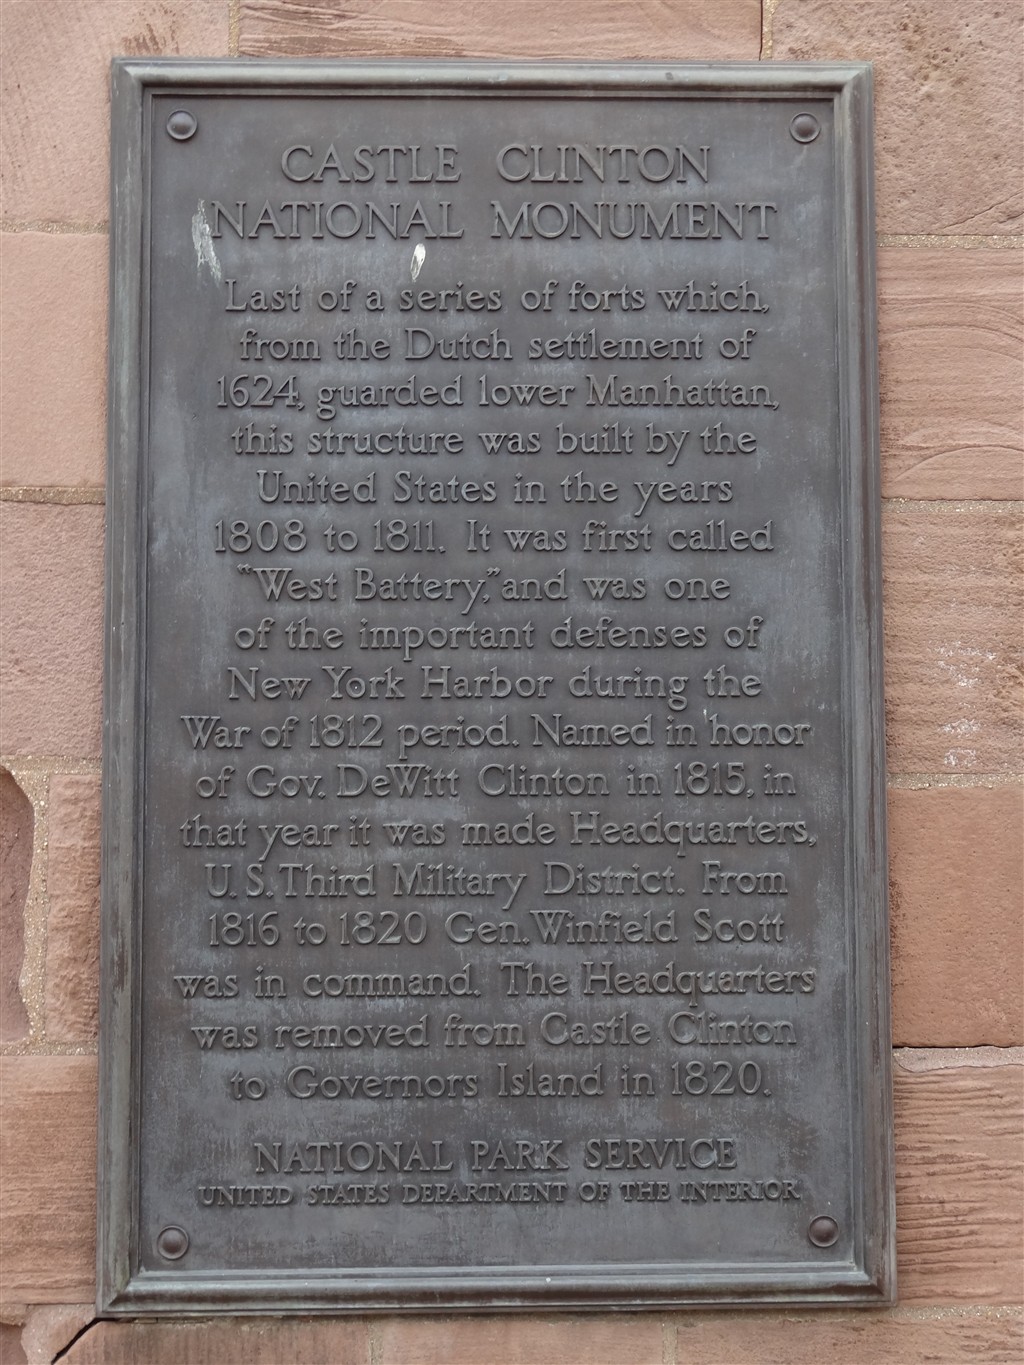 CASTLE CLINTON
NATIONAL MONUMENT
Last of a series of forts which,
from the Dutch settlement of
1624, guarded lower Manhattan,
this structure was built by the
United States in the years
1808 to 1811. It was first called
"West Battery," and was one
of the important defenses of
New York Harbor during the
War of 1812 period. Named in honor
of Gov. DeWitt Clinton in 1815, in
that year it was made Headquarters,
U.S. Third Military District. From
1816 to 1820 Gen. Winfield Scott
was in command. The Headquarters
was removed from Castle Clinton
to Governors Island in 1820.
NATIONAL PARK SERVICE
UNITED STATES DEPARTMENT OF THE INTERIOR